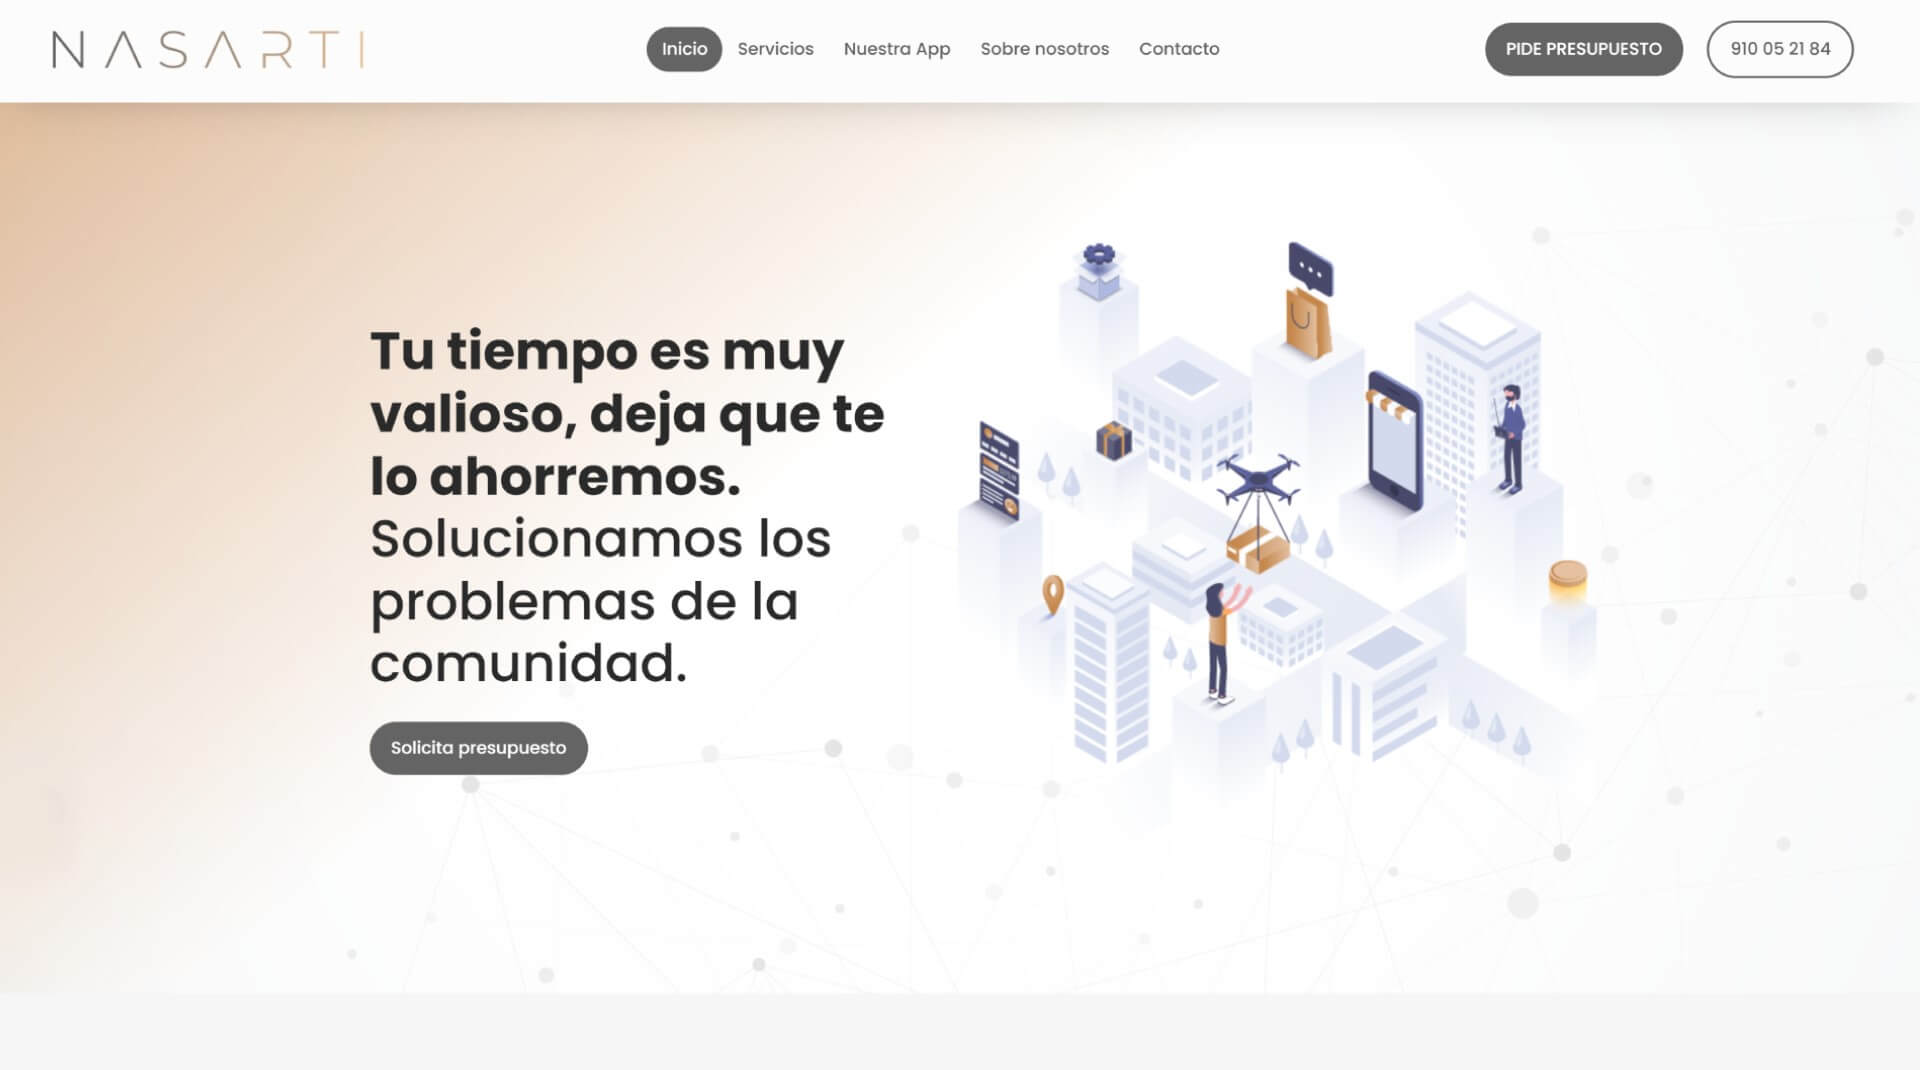 NASARTI
Inicio
Servicios
Nuestra App
Sobre nosotros
Contacto
PIDE PRESUPUESTO
910 05 21 84
Tu tiempo es muy
valioso, deja que te
lo ahorremos.
Solucionamos los
problemas de la
comunidad.
Solicita presupuesto